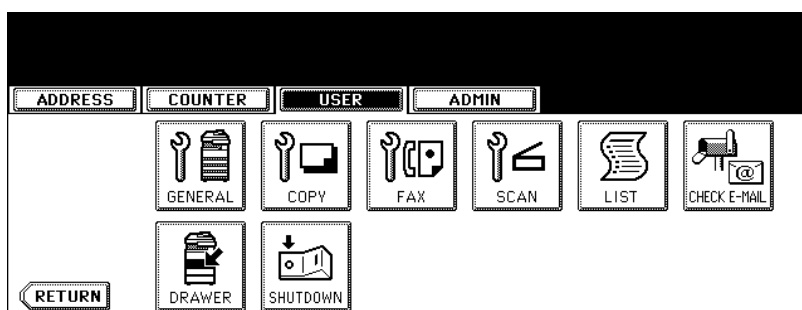 ADDRESS COUNTER USER ADMIN
GENERAL COPY FAX SCAN LIST CHECK E-MAIL
@
RETURN DRAWER SHUTDOWN